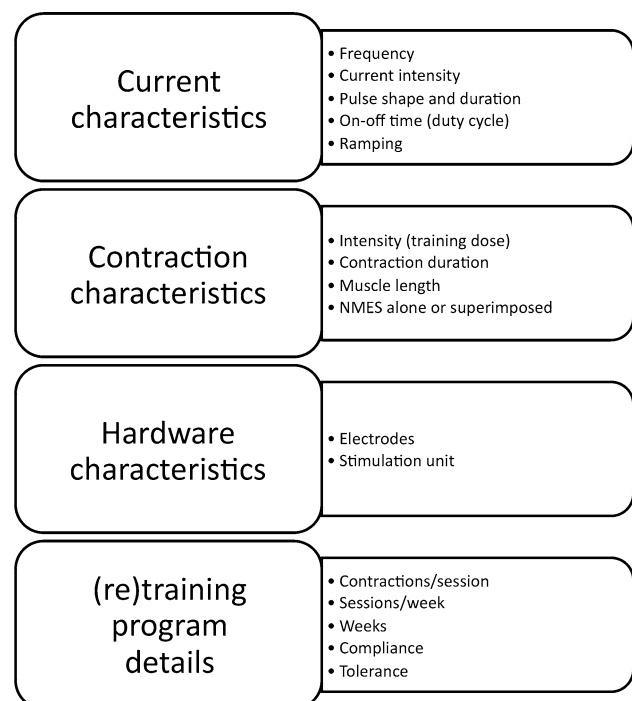 Current
characteristics
• Frequency
• Current intensity
• Pulse shape and duration
• On-off time (duty cycle)
• Ramping
Contraction
characteristics
• Intensity (training dose)
• Contraction duration
• Muscle length
• NMES alone or superimposed
Hardware
characteristics
• Electrodes
• Stimulation unit
(re)training
program
details
• Contractions/session
• Sessions/week
• Weeks
• Compliance
• Tolerance